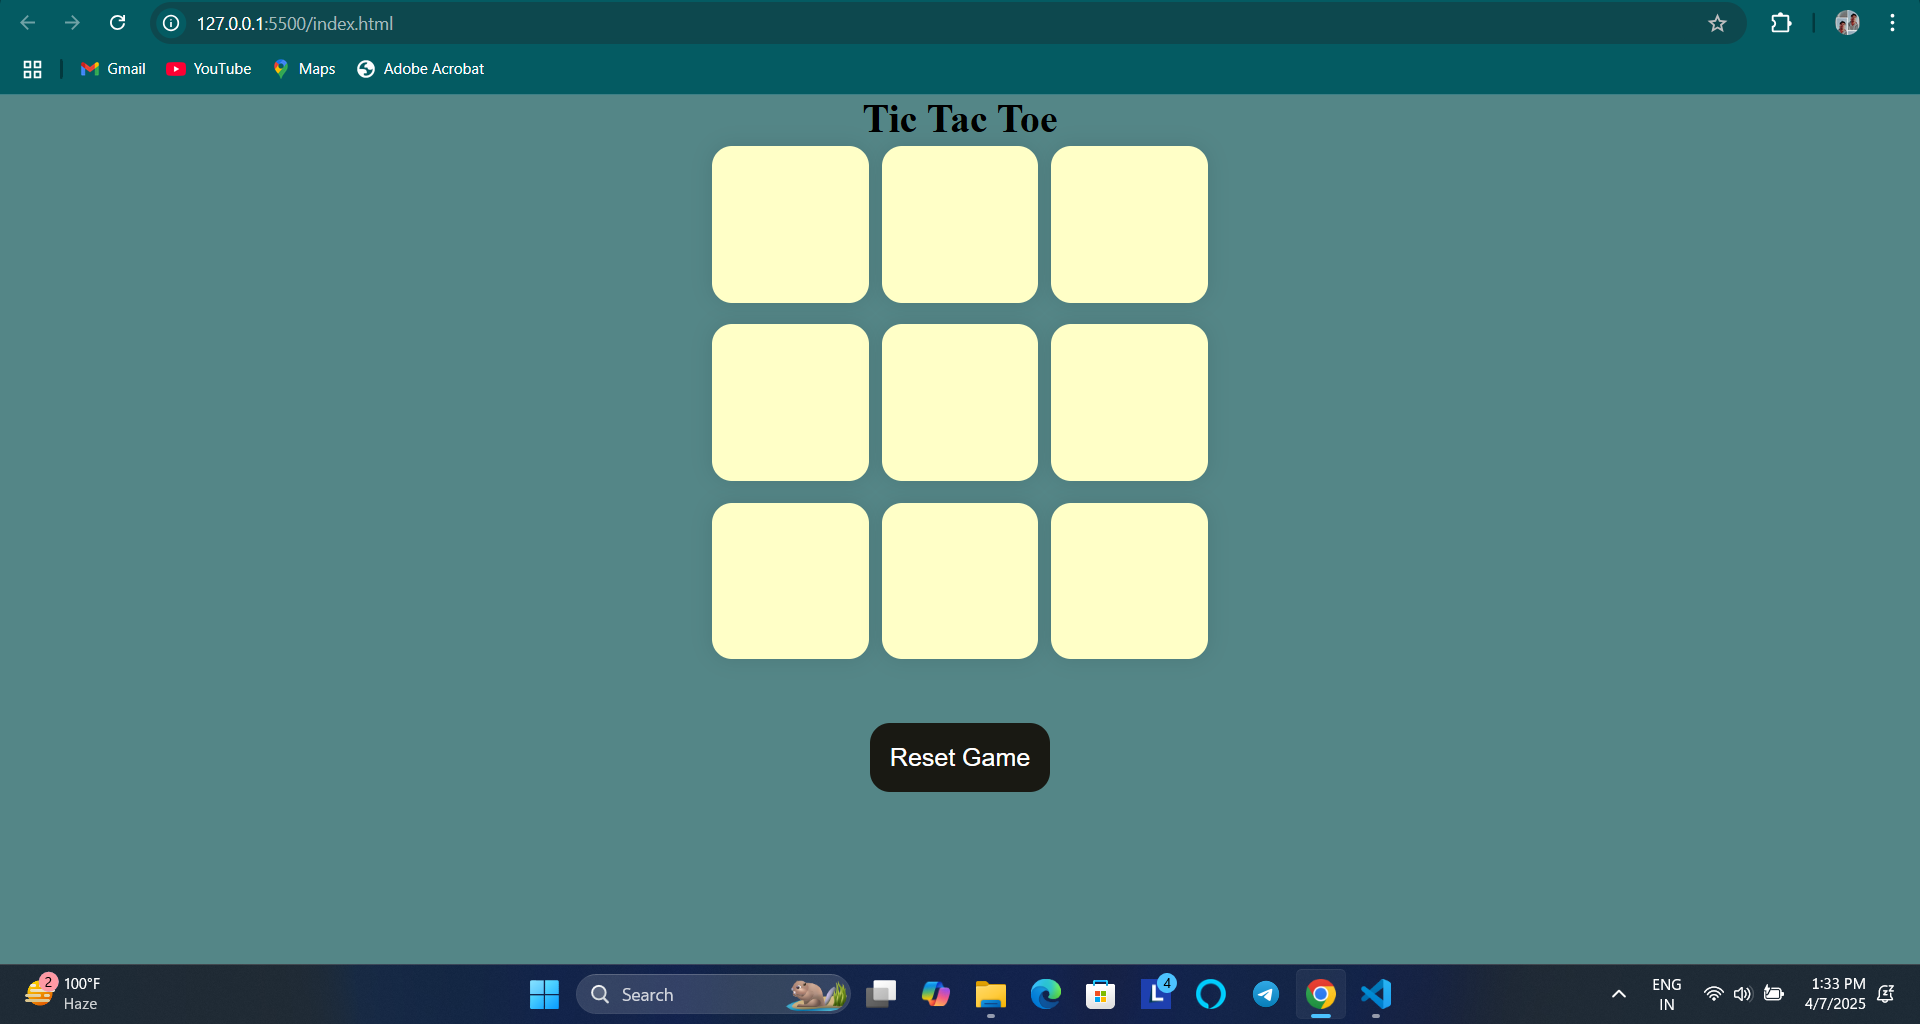 127.0.0.1:5500/index.html
Gmail YouTube Maps Adobe Acrobat
Tic Tac Toe
Reset Game
2 100°F
Haze
Search
L 4
ENG
IN
1:33 PM
4/7/2025